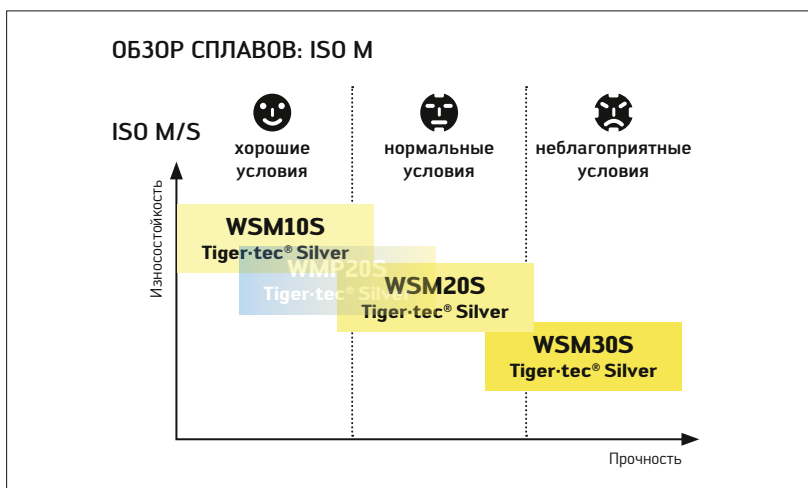 ОБЗОР СПЛАВОВ: ISO M
ISO M/S
хорошие
условия
нормальные
условия
неблагоприятные
условия
Износостойкость
WSM10S
Tiger·tec® Silver
WMP20S
Tiger·tec® Silver
WSM20S
Tiger·tec® Silver
WSM30S
Tiger·tec® Silver
Прочность